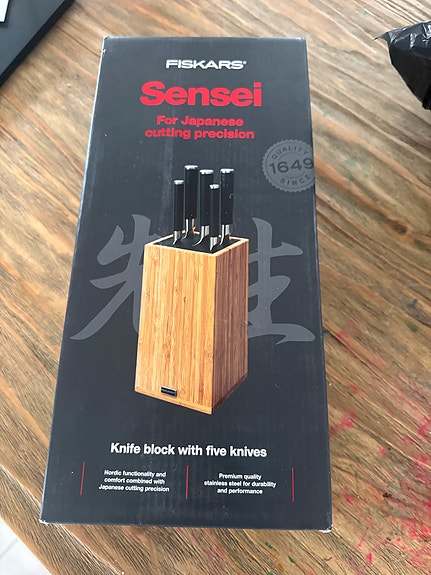 FISKARS®
Sensei
For Japanese
cutting precision
QUALITY
1649
SINCE
先生
Knife block with five knives
Nordic functionality and
comfort combined with
Japanese cutting precision
Premium quality
stainless steel for durability
and performance